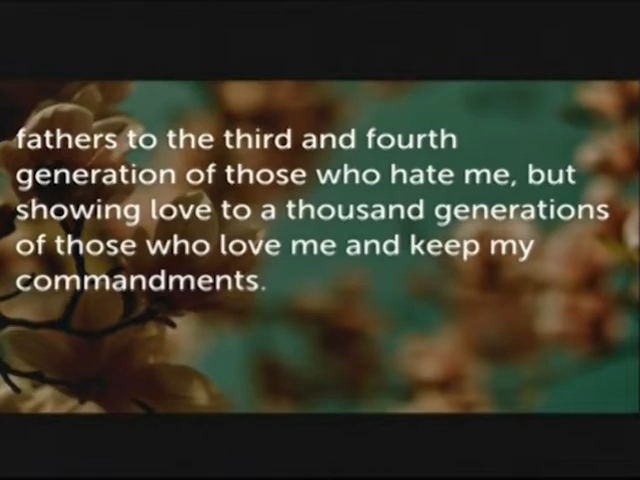 fathers to the third and fourth
generation of those who hate me, but
showing love to a thousand generations
of those who love me and keep my
commandments.